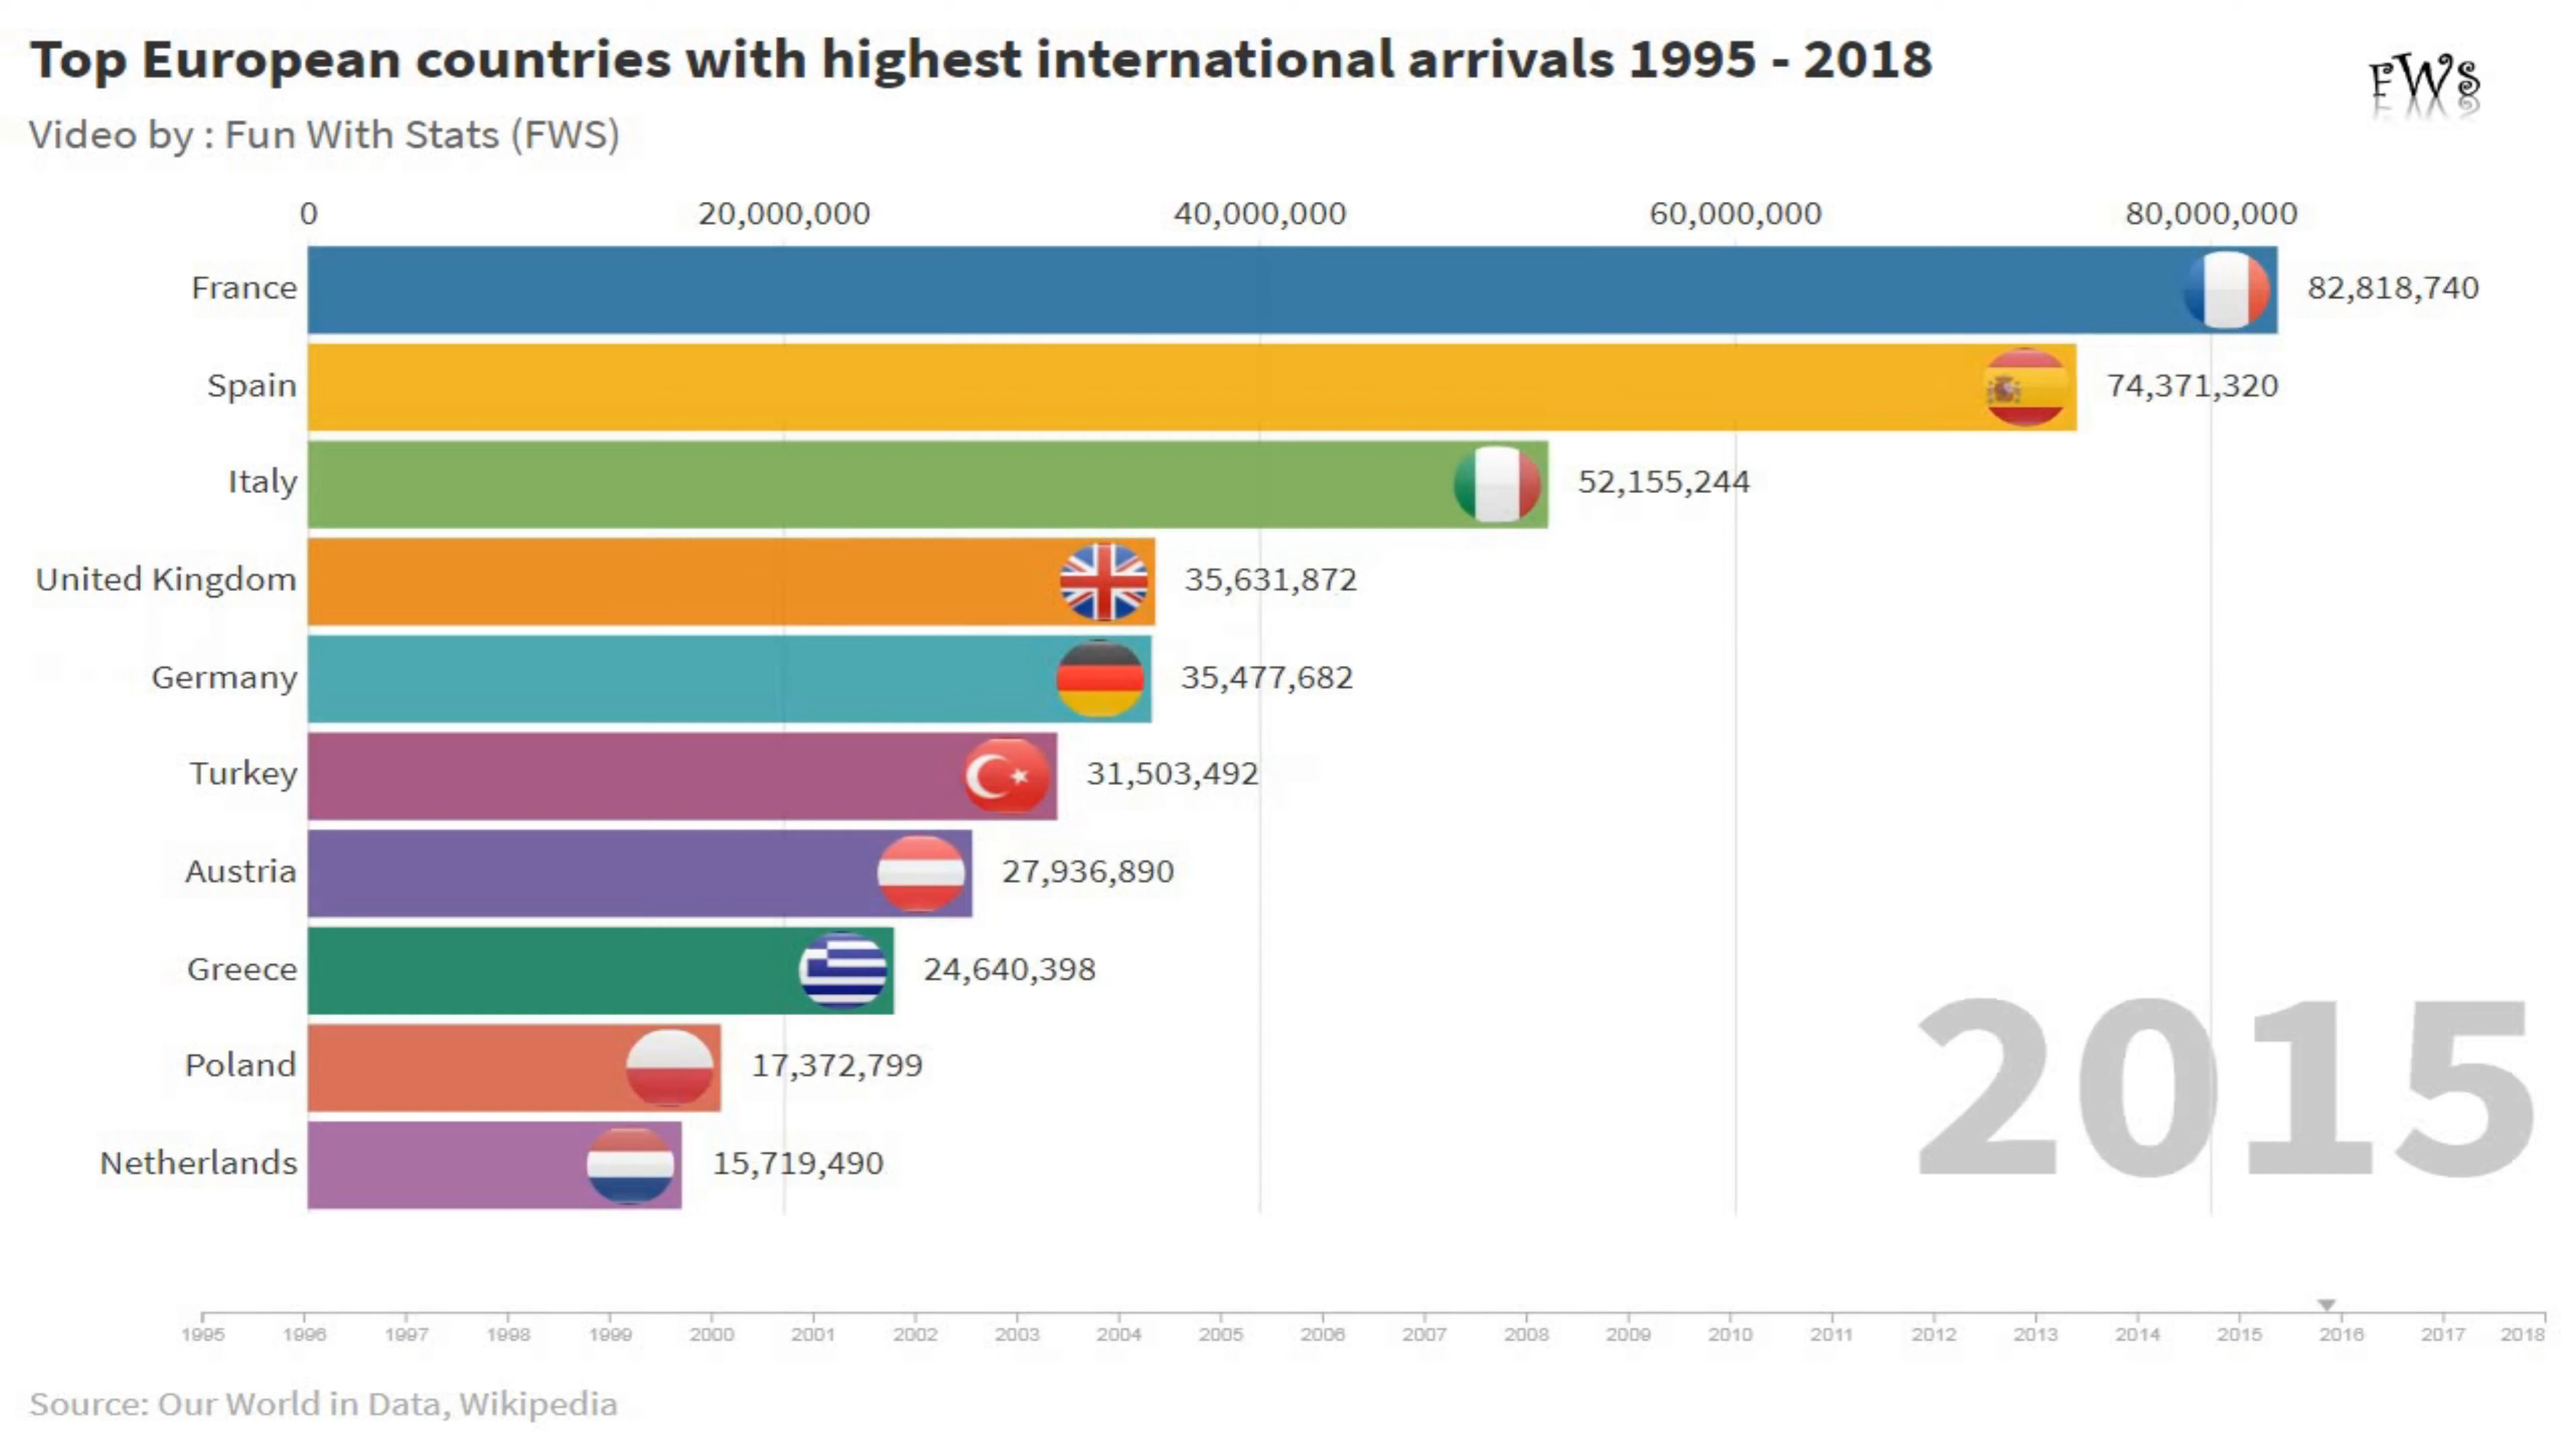 Top European countries with highest international arrivals 1995 - 2018
FWS
Video by : Fun With Stats (FWS)
0 20,000,000 40,000,000 60,000,000 80,000,000
France 82,818,740
Spain 74,371,320
Italy 52,155,244
United Kingdom 35,631,872
Germany 35,477,682
Turkey 31,503,492
Austria 27,936,890
Greece 24,640,398
Poland 17,372,799
Netherlands 15,719,490
2015
1995 1996 1997 1998 1999 2000 2001 2002 2003 2004 2005 2006 2007 2008 2009 2010 2011 2012 2013 2014 2015 2016 2017 2018
Source: Our World in Data, Wikipedia